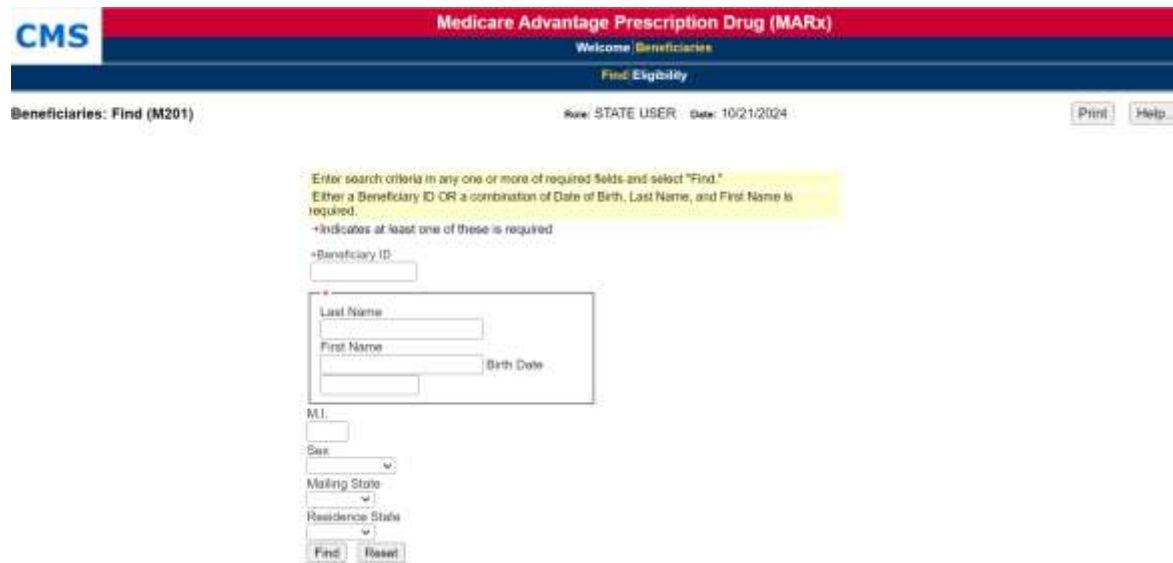 CMS
Medicare Advantage Prescription Drug (MARx)
Welcome|Beneficiaries
Find|Eligibility
Beneficiaries: Find (M201)
Role: STATE USER Date: 10/21/2024
Print Help...
Enter search criteria in any one or more of required fields and select "Find."
Either a Beneficiary ID OR a combination of Date of Birth, Last Name, and First Name is
required.
+Indicates at least one of these is required
+Beneficiary ID
+
Last Name
First Name
Birth Date
M.I.
Sex
Mailing State
Residence State
Find Reset